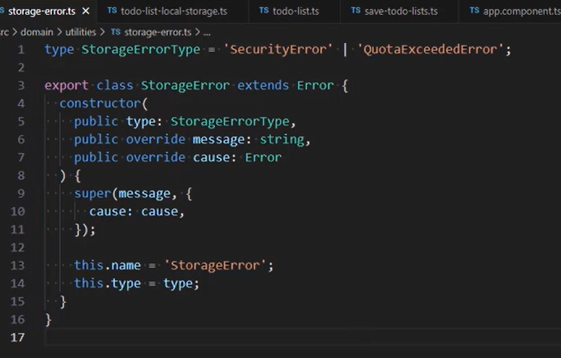 storage-error.ts × TS todo-list-local-storage.ts TS todo-list.ts TS save-todo-lists.ts TS app.component.ts
src > domain > utilities > TS storage-error.ts > ...
1 type StorageErrorType = 'SecurityError' | 'QuotaExceededError';
2
3 export class StorageError extends Error {
4 constructor(
5 public type: StorageErrorType,
6 public override message: string,
7 public override cause: Error
8 ) {
9 super(message, {
10 cause: cause,
11 });
12
13 this.name = 'StorageError';
14 this.type = type;
15 }
16 }
17